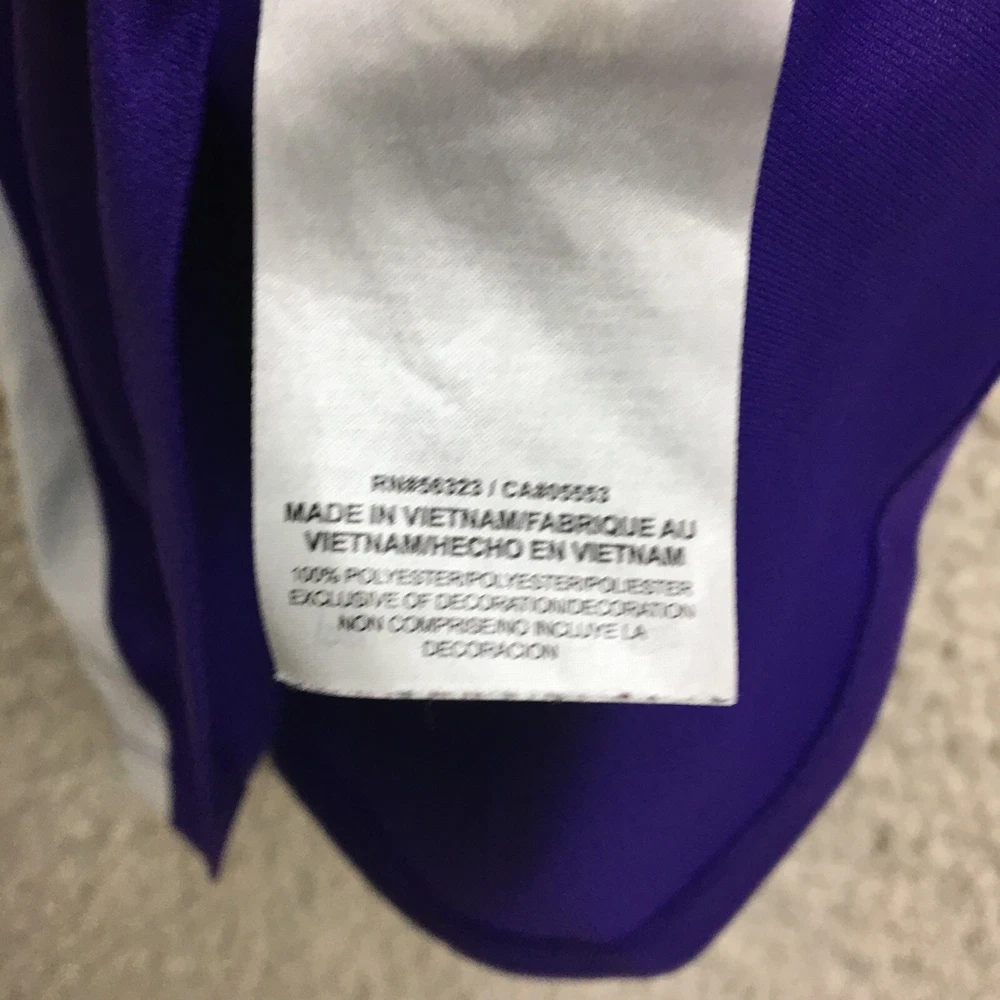 RN#56323 / CA#05553
MADE IN VIETNAM/FABRIQUE AU
VIETNAM/HECHO EN VIETNAM
100% POLYESTER/POLYESTER/POLIESTER
EXCLUSIVE OF DECORATION/DECORATION
NON COMPRISE/NO INCLUYE LA
DECORACION